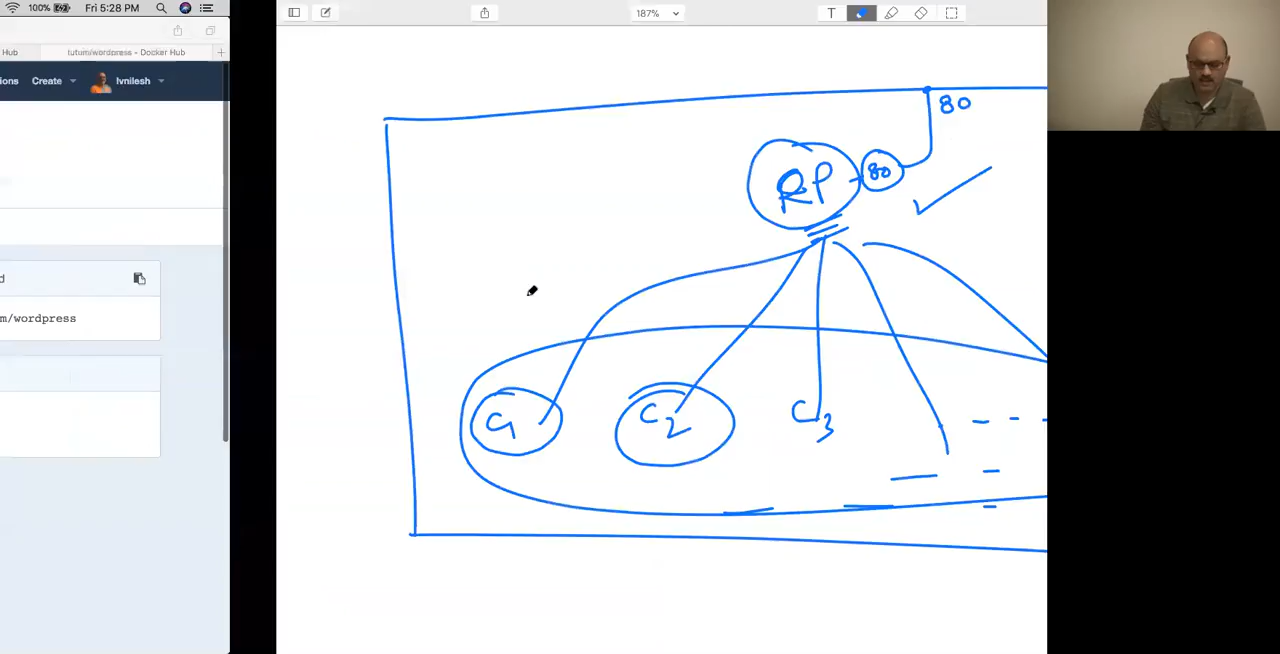 100% Fri 5:28 PM
187%
T
Hub
tutum/wordpress - Docker Hub
ions Create lvnilesh
80
RP 80
d
m/wordpress
C1 C2 C3